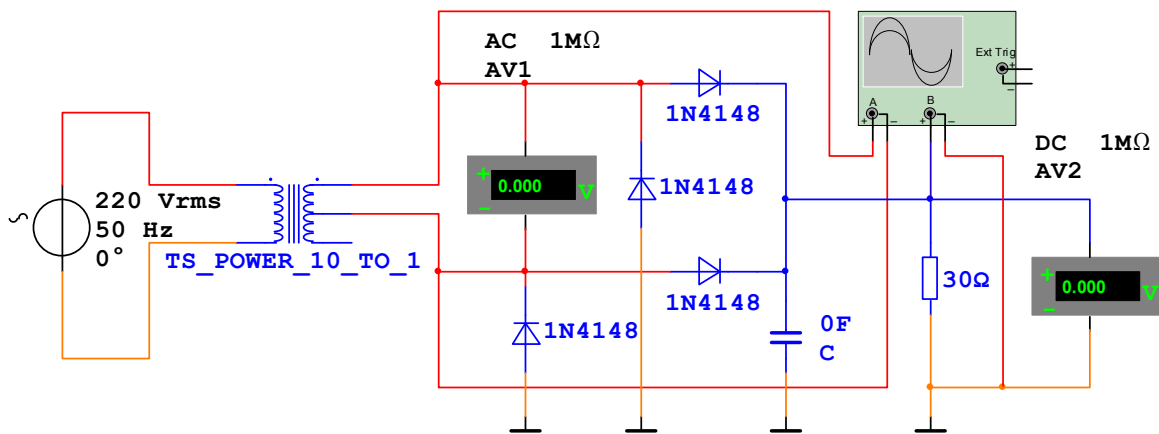 AC 1MΩ
AV1
1N4148
A
B
Ext Trig
+
−
+
−
+
−
DC 1MΩ
AV2
220 Vrms
50 Hz
0°
TS_POWER_10_TO_1
+
0.000
V
−
1N4148
1N4148
1N4148
0F
C
30Ω
+
0.000
V
−